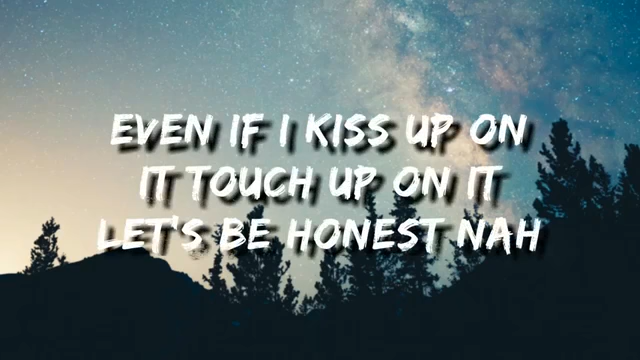 EVEN IF I KISS UP ON
IT TOUCH UP ON IT
LET'S BE HONEST NAH